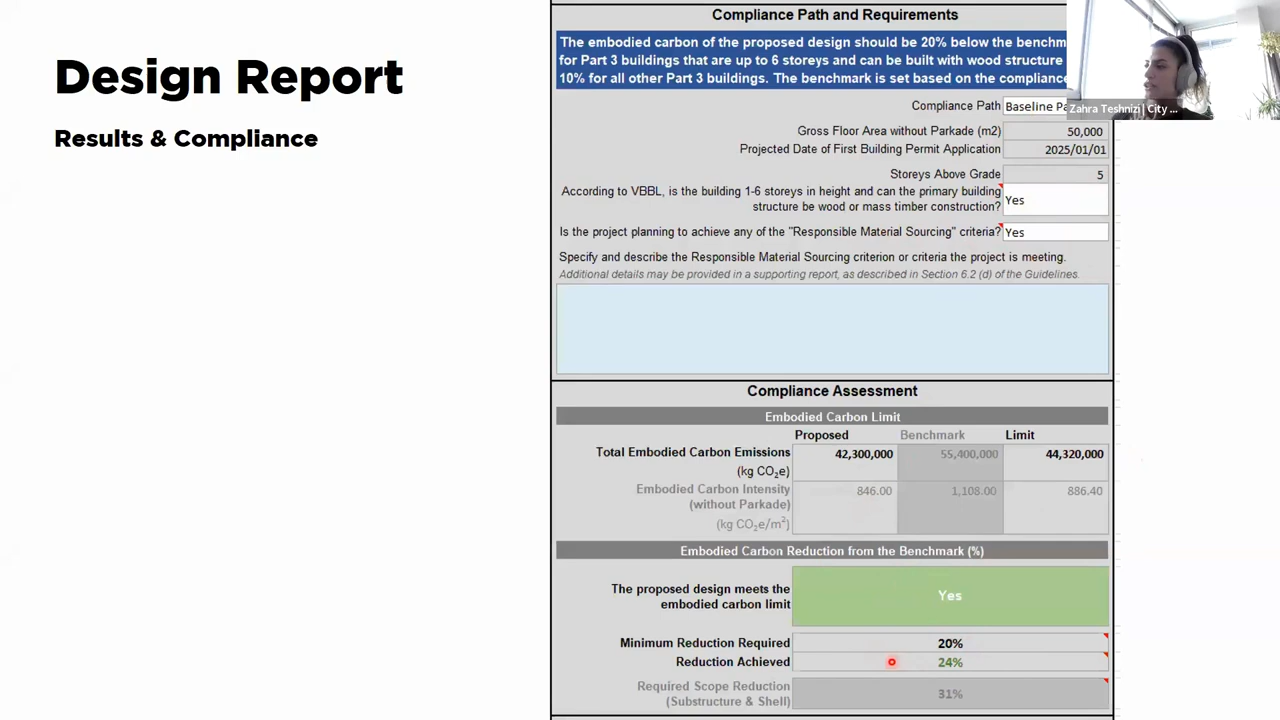 Design Report
Results & Compliance
Compliance Path and Requirements
The embodied carbon of the proposed design should be 20% below the
for Part 3 buildings that are up to 6 storeys and can be built with wood structure
10% for all other Part 3 buildings. The benchmark is set based on the compliance
Compliance Path Baseline
Zahra Teshnizi | City ...
Gross Floor Area without Parkade (m2) 50,000
Projected Date of First Building Permit Application 2025/01/01
Storeys Above Grade 5
According to VBBL, is the building 1-6 storeys in height and can the primary building
structure be wood or mass timber construction? Yes
Is the project planning to achieve any of the "Responsible Material Sourcing" criteria? Yes
Specify and describe the Responsible Material Sourcing criterion or criteria the project is meeting.
Additional details may be provided in a supporting report, as described in Section 6.2 (d) of the Guidelines.
Compliance Assessment
Embodied Carbon Limit
Proposed Benchmark Limit
Total Embodied Carbon Emissions 42,300,000 55,400,000 44,320,000
(kg CO₂e)
Embodied Carbon Intensity 846.00 1,108.00 886.40
(without Parkade)
(kg CO₂e/m²)
Embodied Carbon Reduction from the Benchmark (%)
The proposed design meets the
embodied carbon limit Yes
Minimum Reduction Required 20%
Reduction Achieved 24%
Required Scope Reduction
(Substructure & Shell) 31%